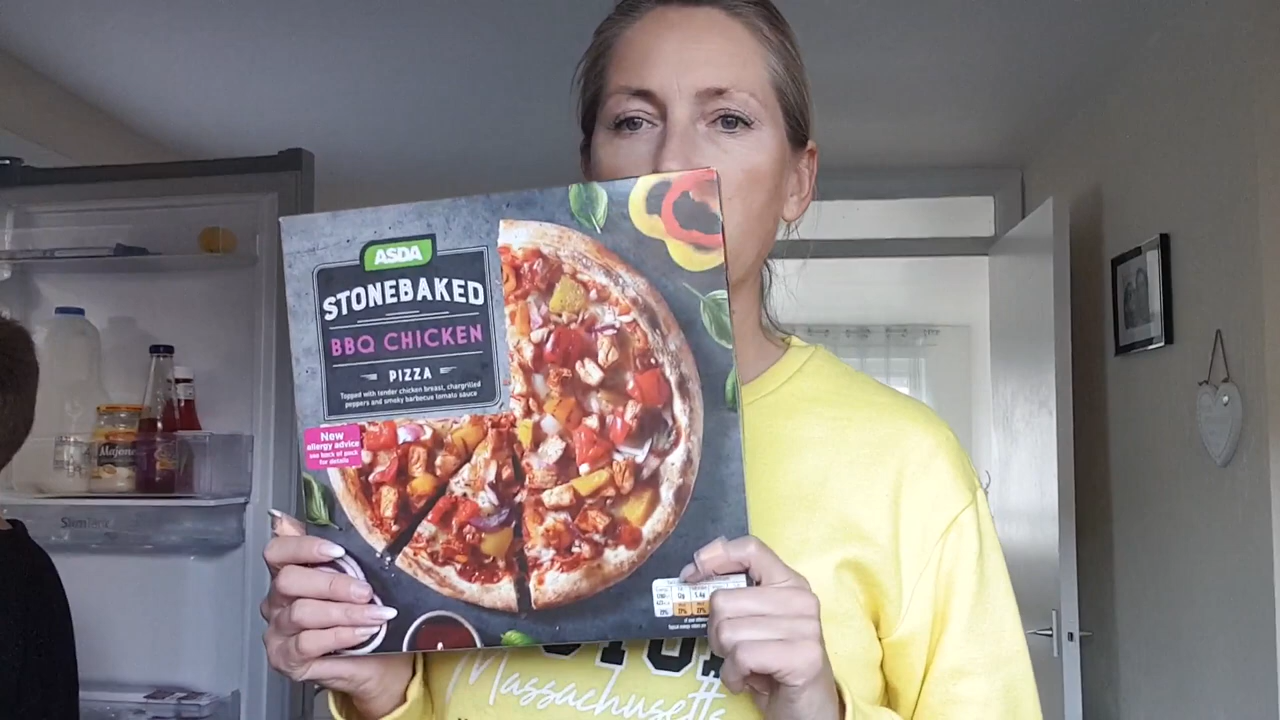 ASDA
STONEBAKED
BBQ CHICKEN
PIZZA
Topped with tender chicken breast, chargrilled
peppers and smoky barbecue tomato sauce
New
allergy advice
see back of pack
for details
Slimline
Massachusetts